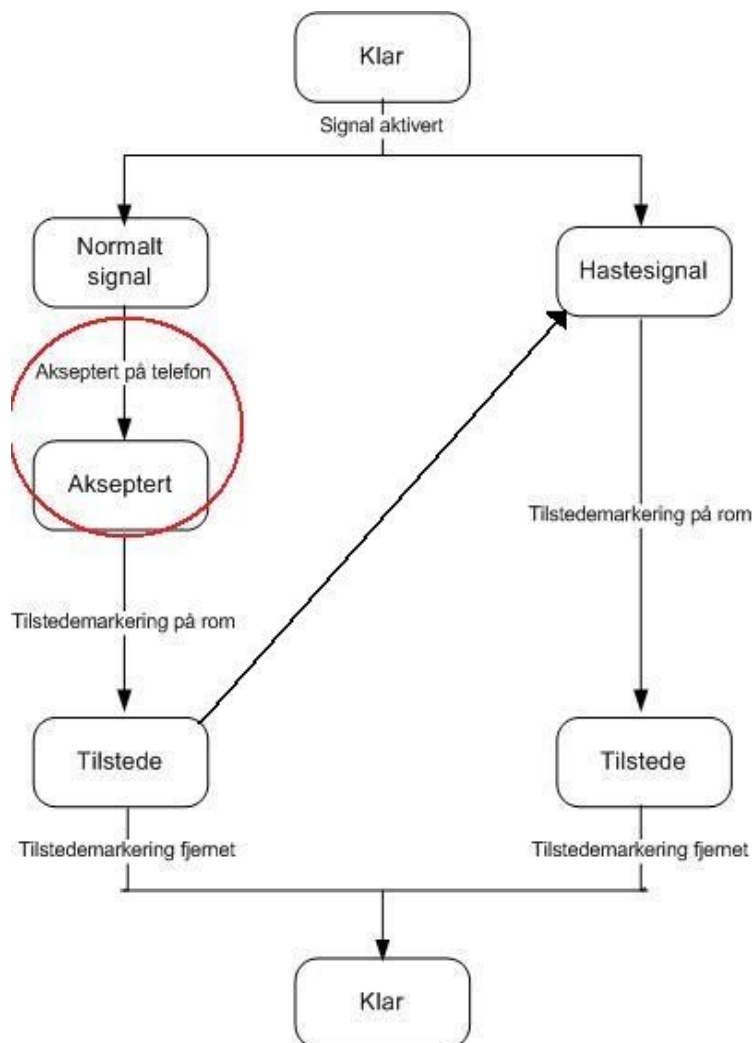 Klar
Signal aktivert
Normalt
signal
Hastesignal
Akseptert på telefon
Akseptert
Tilstedemarkering på rom
Tilstedemarkering på rom
Tilstede
Tilstede
Tilstedemarkering fjernet
Tilstedemarkering fjernet
Klar